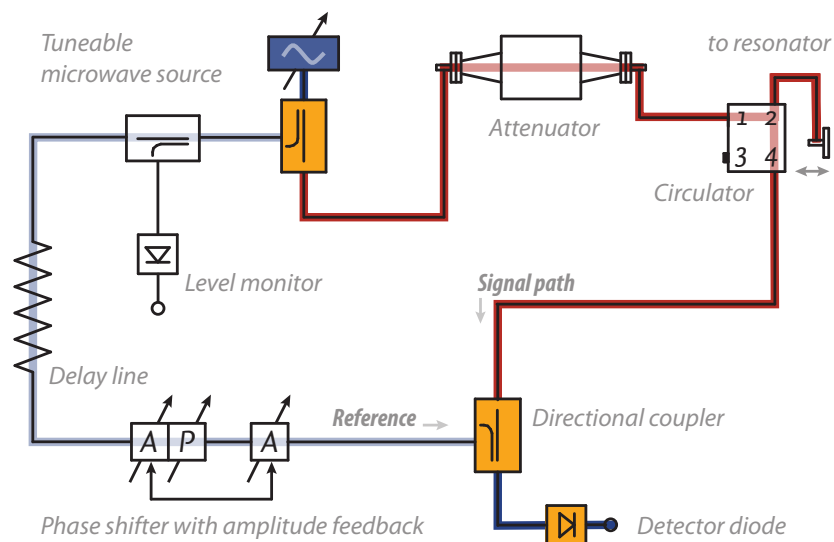 Tuneable
microwave source
to resonator
Attenuator
1 2
3 4
Circulator
Level monitor
Signal path
Delay line
Reference
Directional coupler
A P A
Phase shifter with amplitude feedback
Detector diode